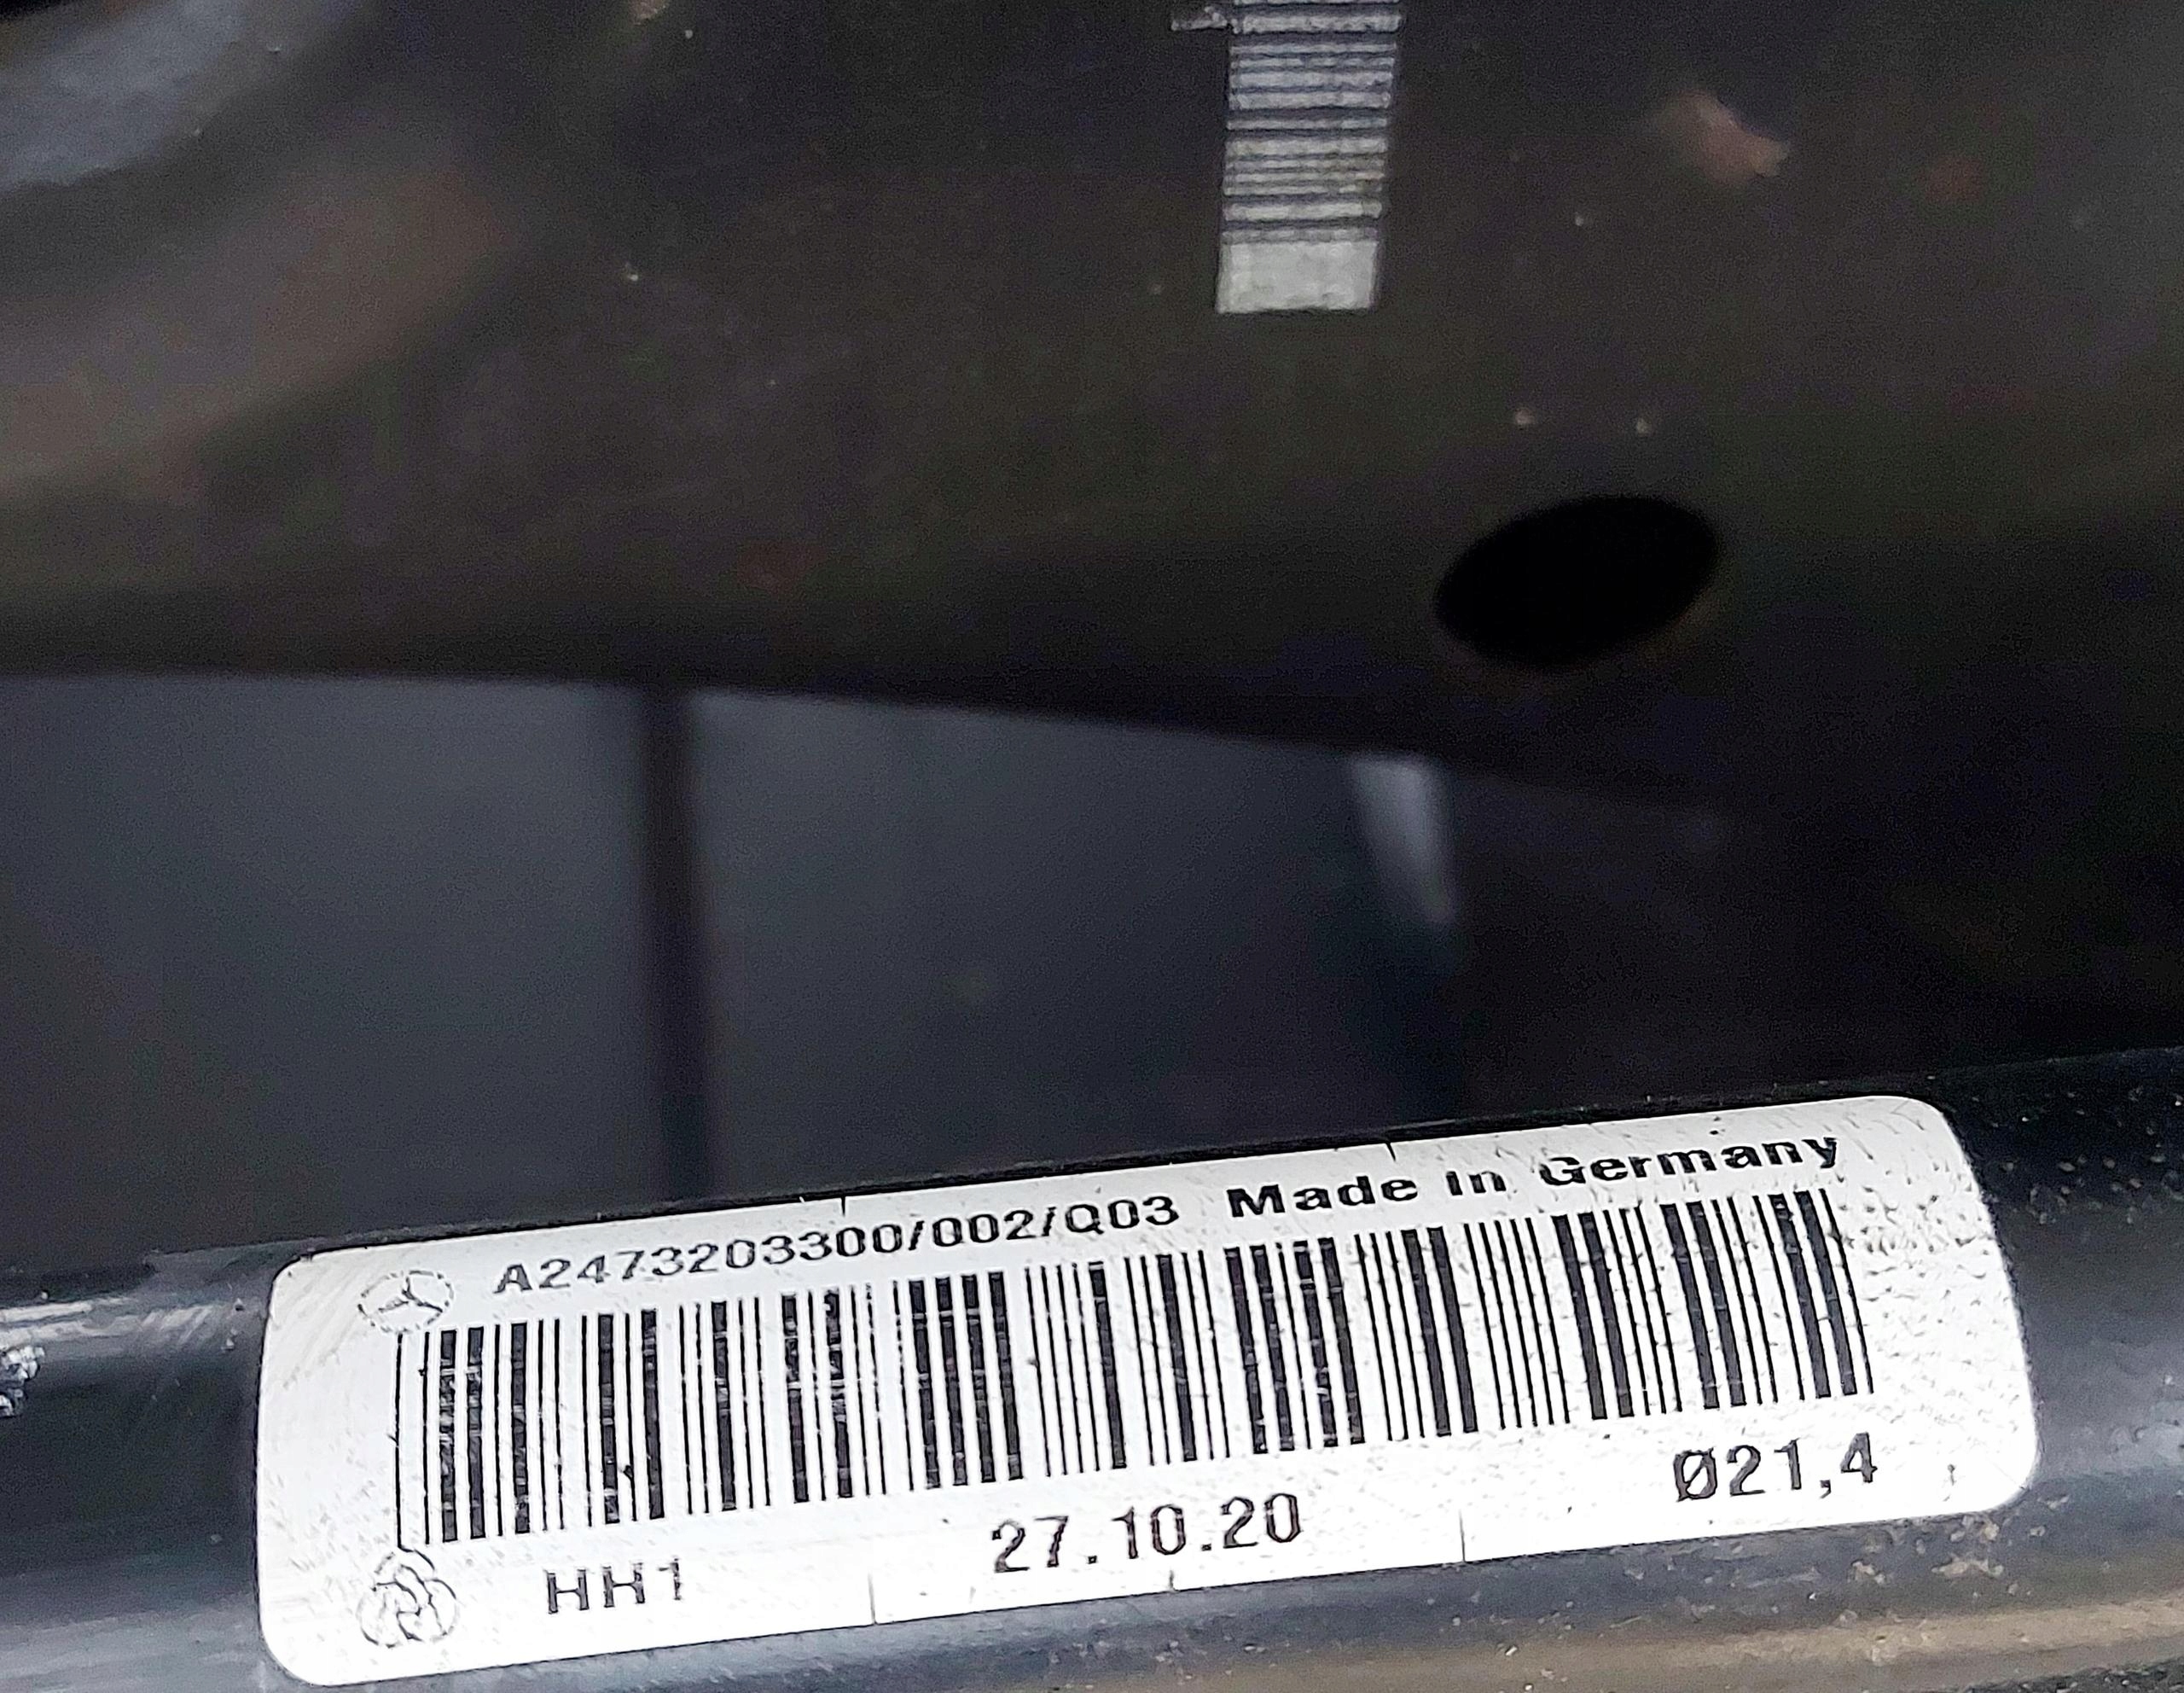 A2473203300/002/Q03 Made in Germany
HH1 27.10.20 Ø21,4